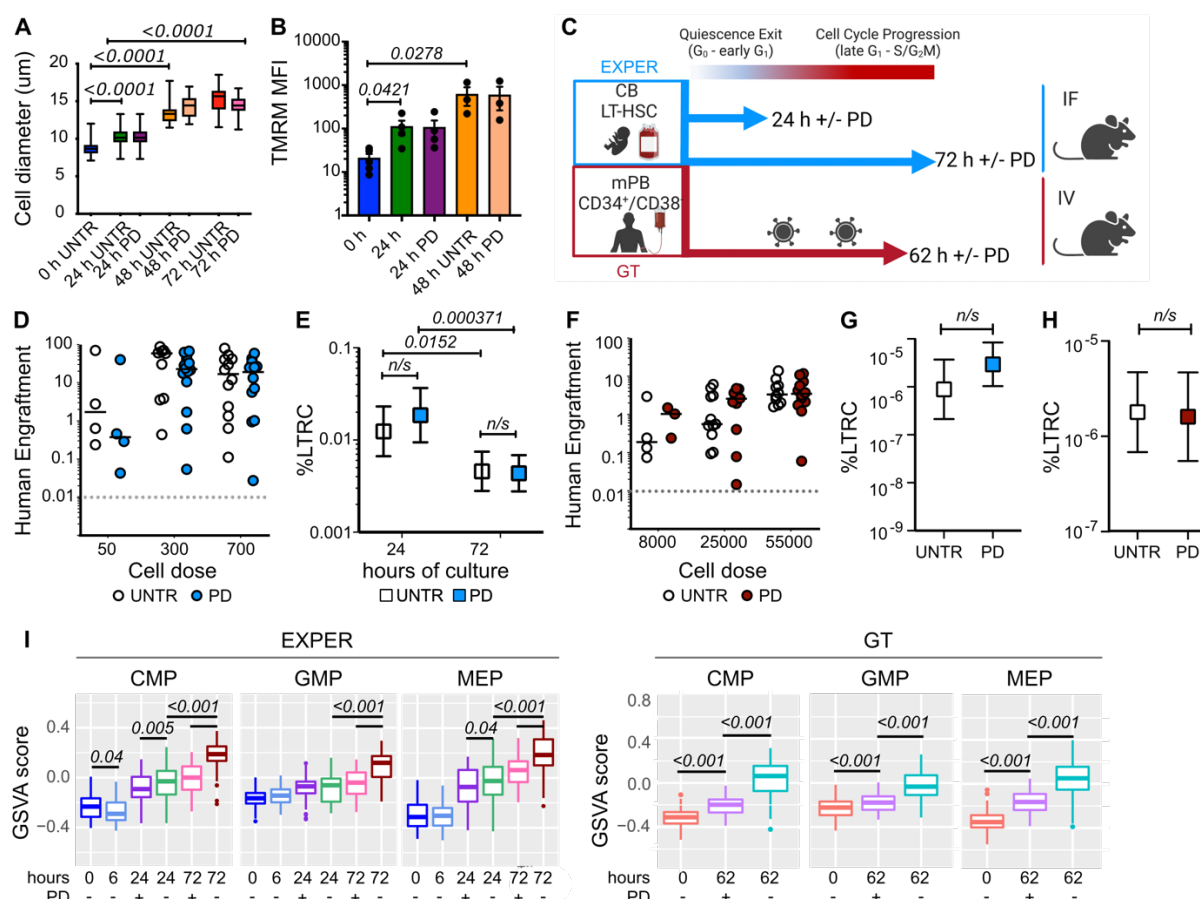 A
<0.0001
<0.0001
<0.0001
Cell diameter (um)
20
15
10
5
0
0 h UNTR
24 h UNTR
24 h PD
48 h UNTR
48 h PD
72 h UNTR
72 h PD
B
0.0278
0.0421
TMRM MFI
10000
1000
100
10
1
0 h
24 h
24 h PD
48 h UNTR
48 h PD
C
Quiescence Exit
(G0 - early G1)
Cell Cycle Progression
(late G1 - S/G2M)
EXPER
CB
LT-HSC
24 h +/- PD
72 h +/- PD
IF
mPB
CD34+/CD38-
GT
62 h +/- PD
IV
D
Human Engraftment
100
10
1
0.1
0.01
50 300 700
Cell dose
UNTR PD
E
0.000371
0.0152
n/s
n/s
%LTRC
0.1
0.01
0.001
24 72
hours of culture
UNTR PD
F
Human Engraftment
100
10
1
0.1
0.01
8000 25000 55000
Cell dose
UNTR PD
G
n/s
%LTRC
10-5
10-6
10-7
10-8
10-9
UNTR PD
H
n/s
%LTRC
10-5
10-6
10-7
UNTR PD
I
EXPER
CMP GMP MEP
GSVA score
0.4
0.0
−0.4
0.04
0.005
<0.001
<0.001
0.04
<0.001
hours 0 6 24 24 72 72 0 6 24 24 72 72 0 6 24 24 72 72
PD - - + - + - - - + - + - - - + - + -
GT
CMP GMP MEP
GSVA score
0.8
0.4
0.0
−0.4
<0.001
<0.001
<0.001
<0.001
<0.001
<0.001
hours 0 62 62 0 62 62 0 62 62
PD - + - - + - - + -